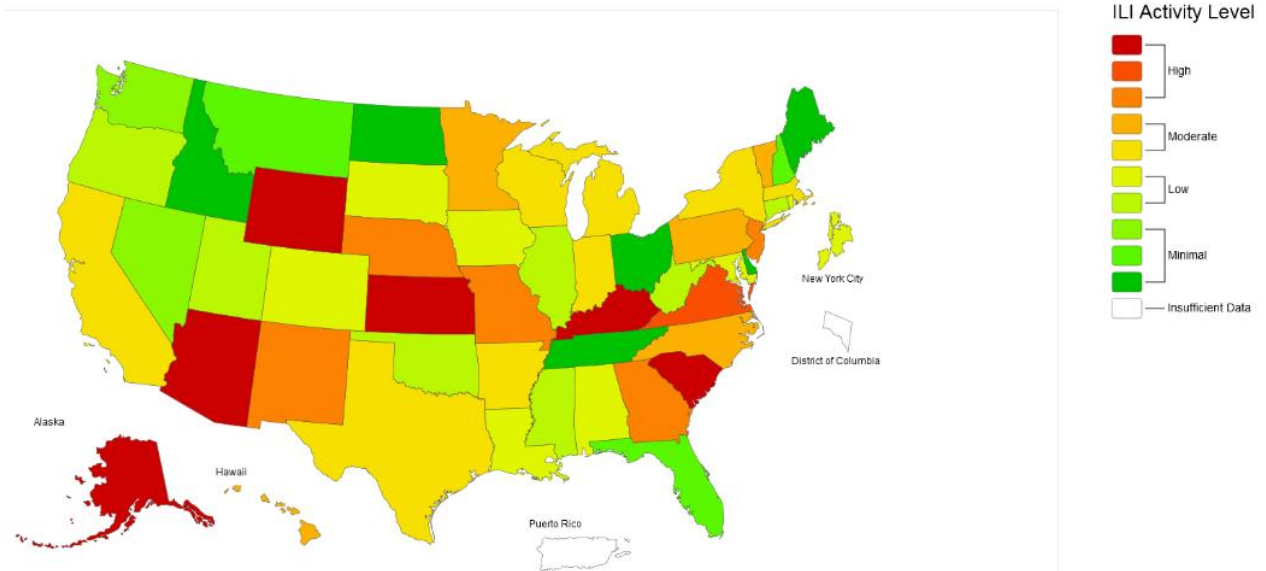 ILI Activity Level
High
Moderate
Low
Minimal
Insufficient Data
New York City
District of Columbia
Alaska
Hawaii
Puerto Rico